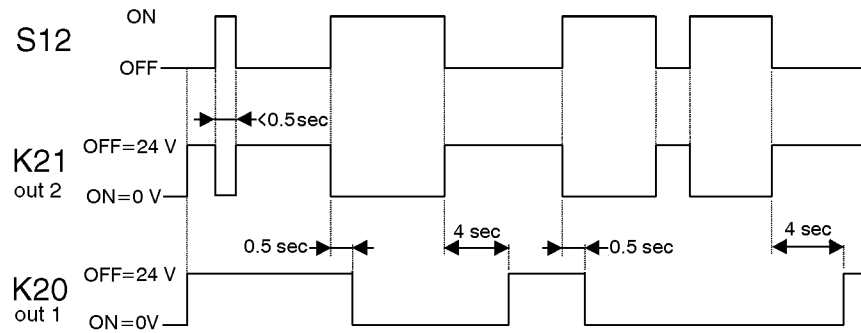 ON
S12
OFF
<0.5sec
OFF=24 V
K21
out 2
ON=0 V
0.5 sec
4 sec
0.5 sec
4 sec
OFF=24 V
K20
out 1
ON=0V